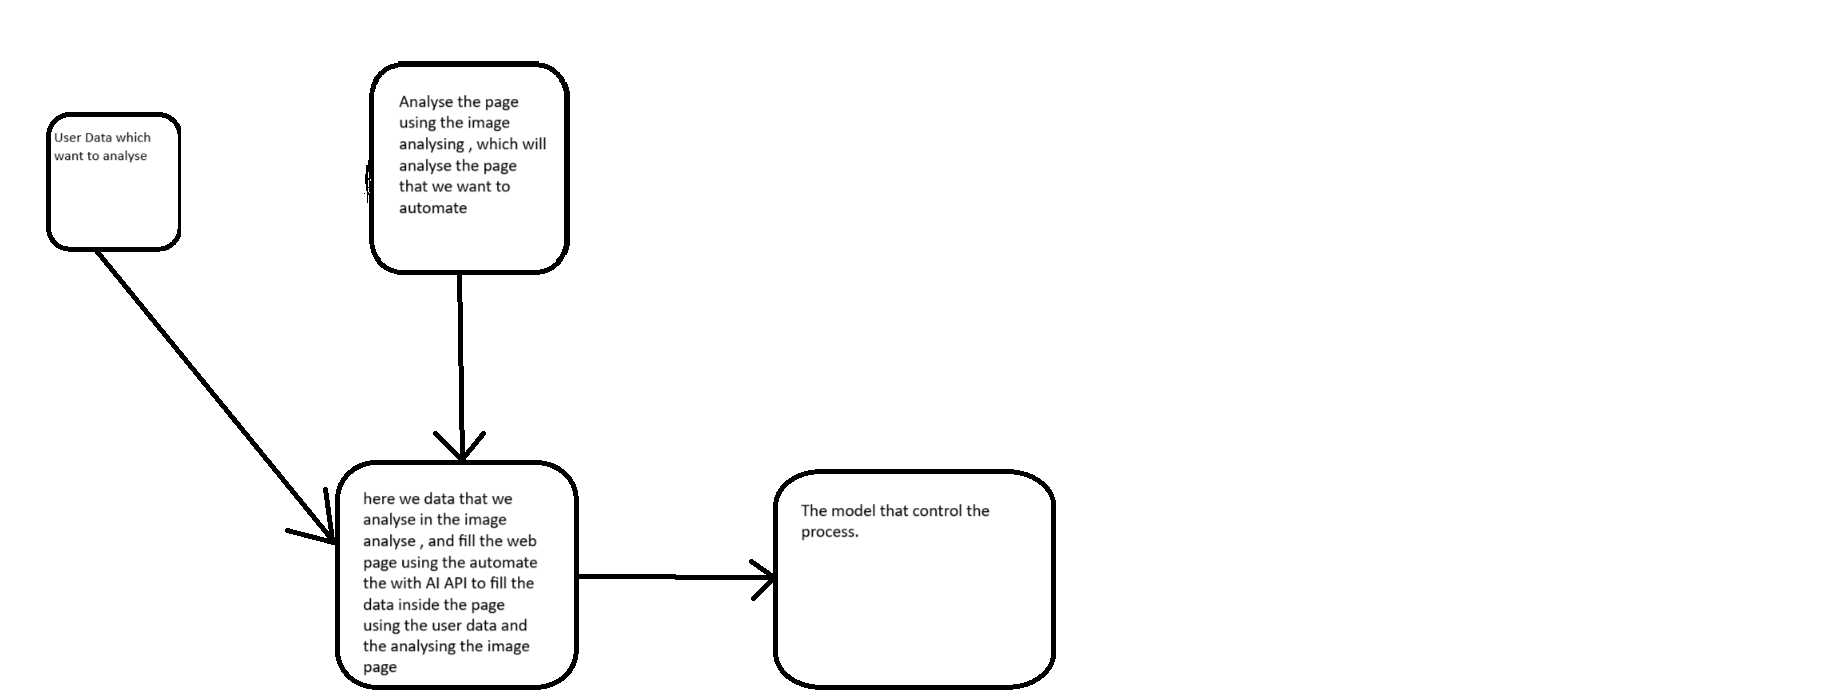 User Data which
want to analyse
Analyse the page
using the image
analysing , which will
analyse the page
that we want to
automate
here we data that we
analyse in the image
analyse , and fill the web
page using the automate
the with AI API to fill the
data inside the page
using the user data and
the analysing the image
page
The model that control the
process.